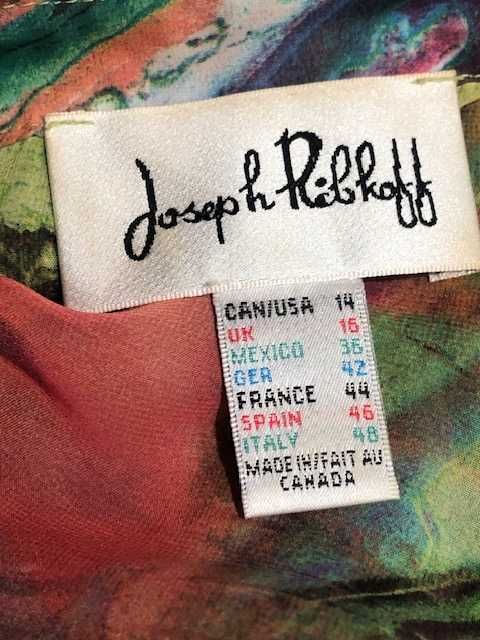 Joseph Ribkoff
CAN/USA 14
UK 16
MEXICO 36
GER 42
FRANCE 44
SPAIN 46
ITALY 48
MADE IN/FAIT AU
CANADA